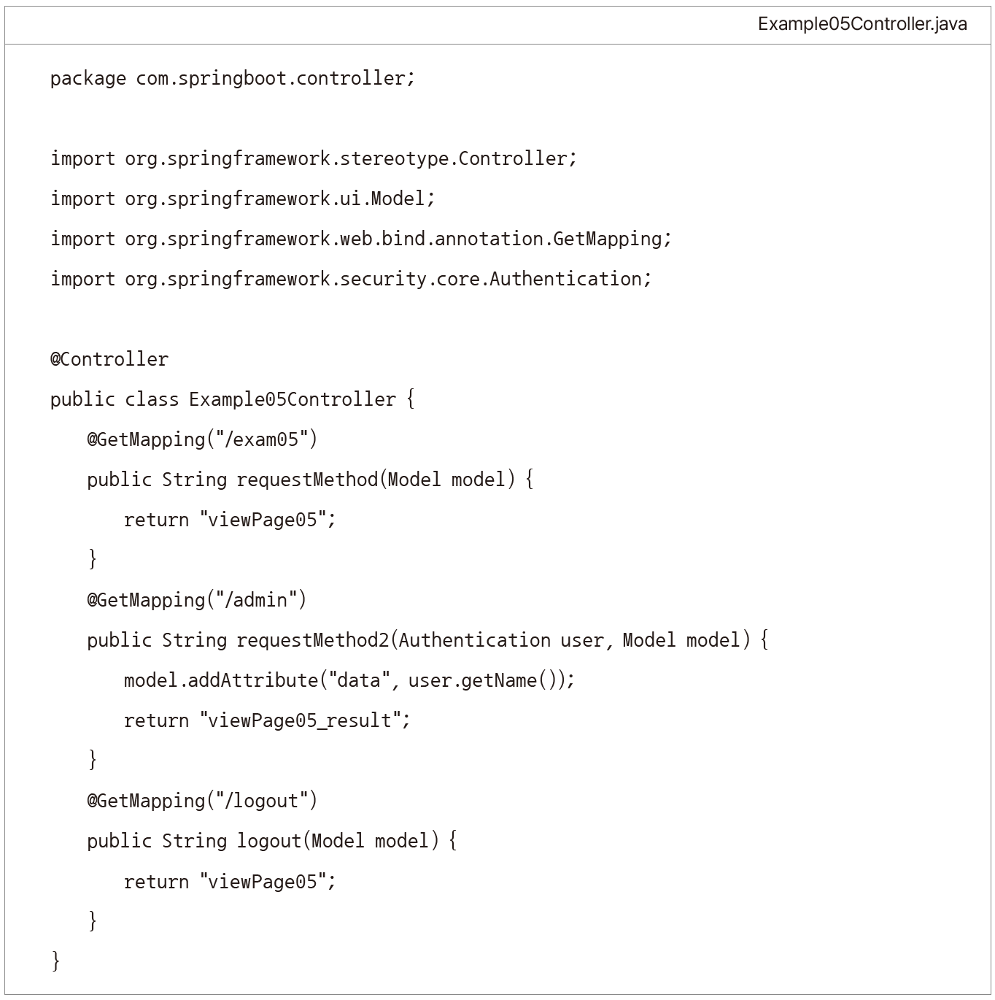 Example05Controller.java
package com.springboot.controller;
import org.springframework.stereotype.Controller;
import org.springframework.ui.Model;
import org.springframework.web.bind.annotation.GetMapping;
import org.springframework.security.core.Authentication;
@Controller
public class Example05Controller {
@GetMapping("/exam05")
public String requestMethod(Model model) {
return "viewPage05";
}
@GetMapping("/admin")
public String requestMethod2(Authentication user, Model model) {
model.addAttribute("data", user.getName());
return "viewPage05_result";
}
@GetMapping("/logout")
public String logout(Model model) {
return "viewPage05";
}
}